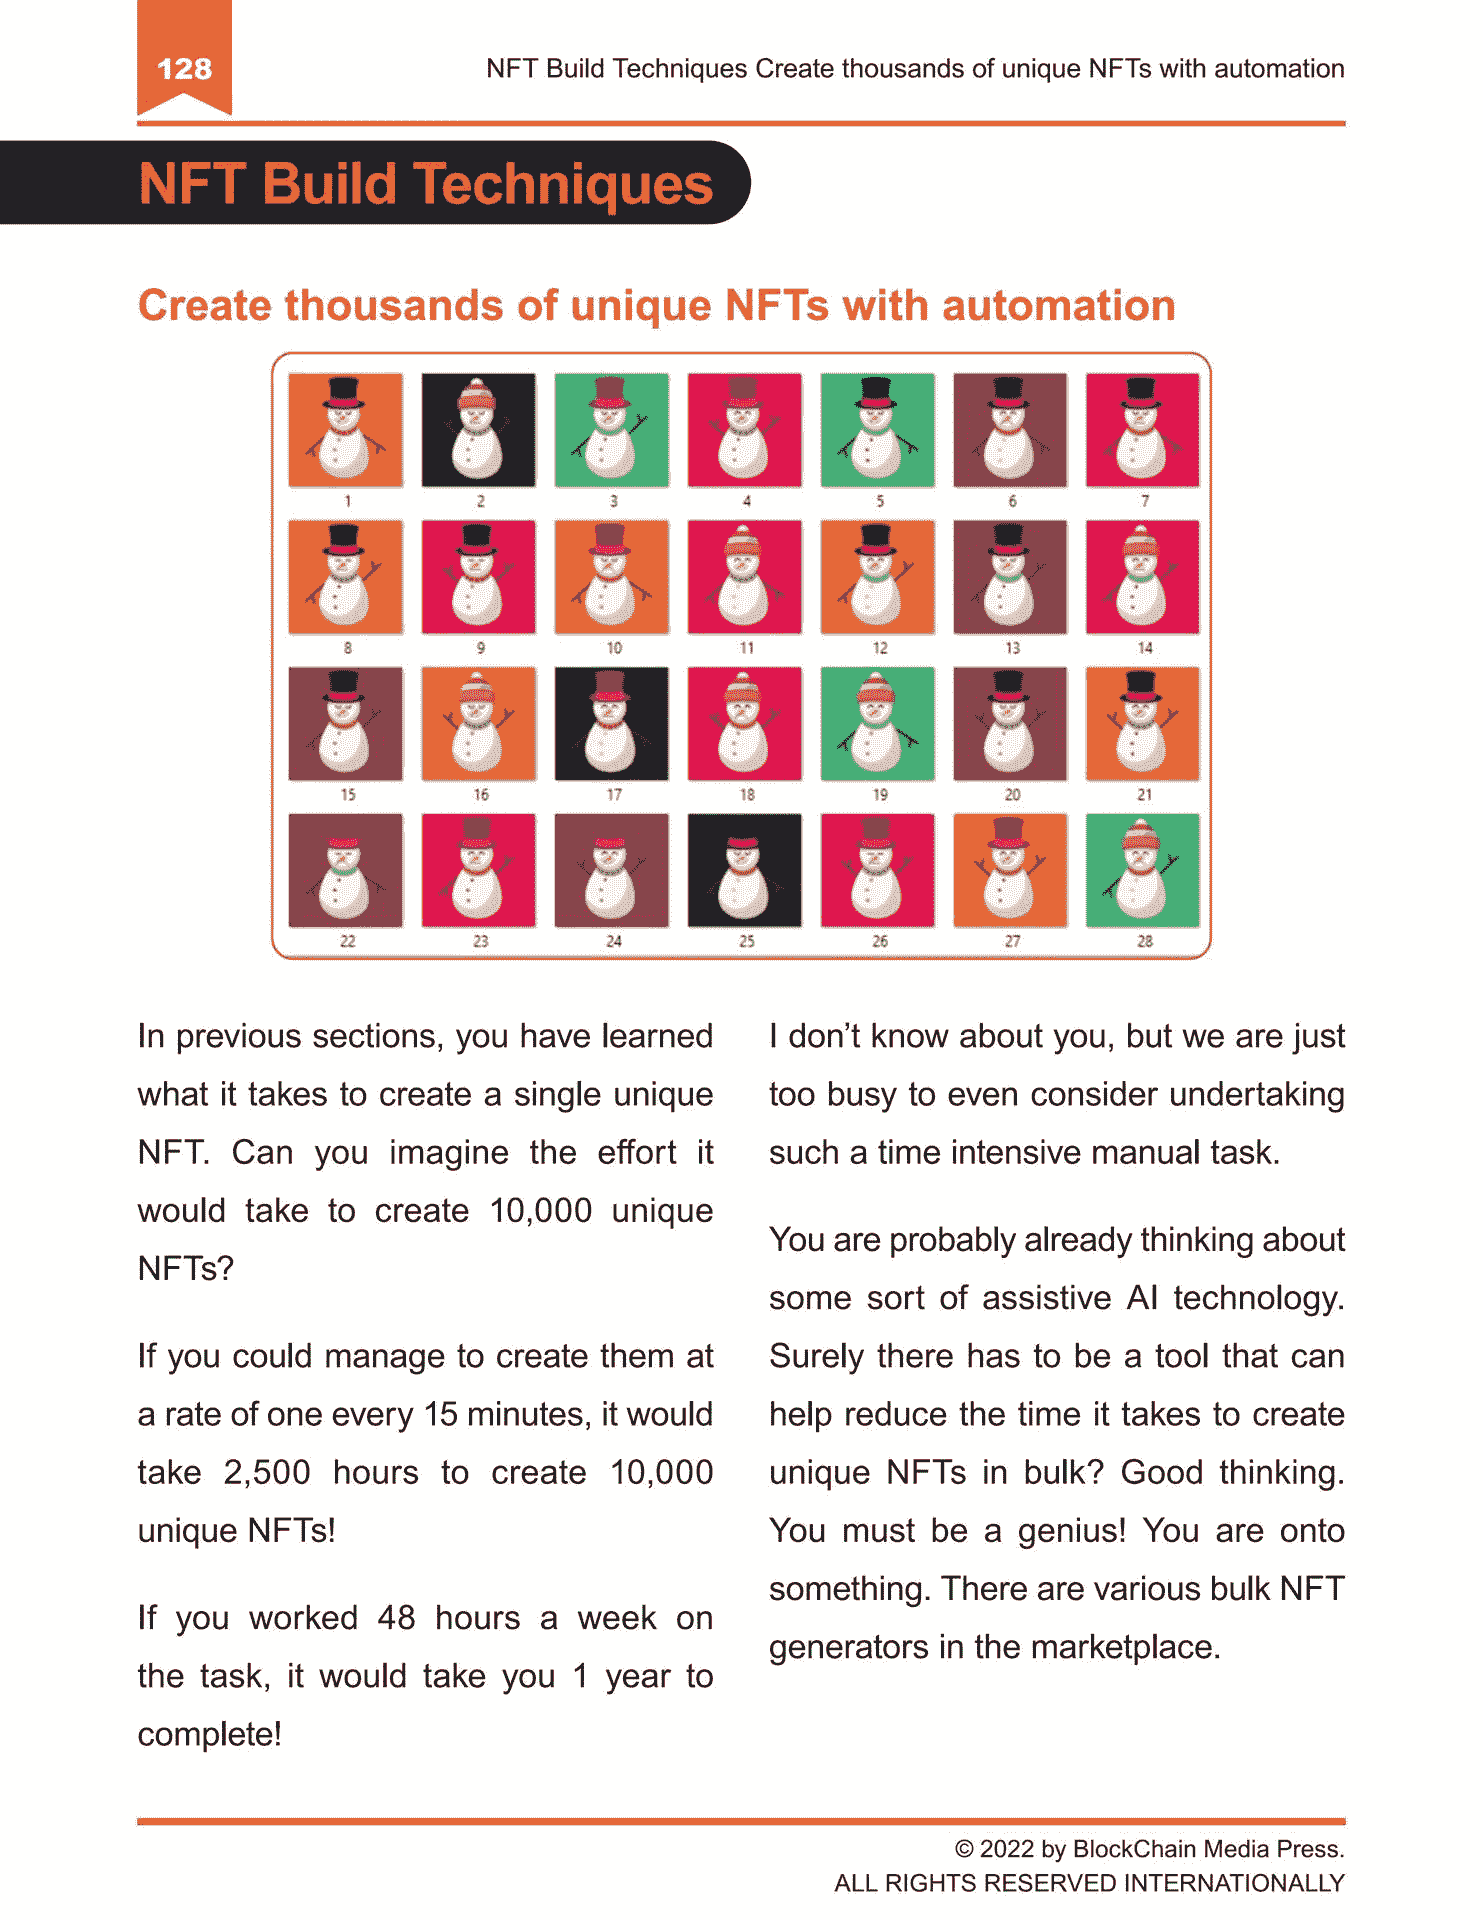 128
NFT Build Techniques Create thousands of unique NFTs with automation
NFT Build Techniques
Create thousands of unique NFTs with automation
1 2 3 4 5 6 7
8 9 10 11 12 13 14
15 16 17 18 19 20 21
22 23 24 25 26 27 28
In previous sections, you have learned
what it takes to create a single unique
NFT. Can you imagine the effort it
would take to create 10,000 unique
NFTs?
If you could manage to create them at
a rate of one every 15 minutes, it would
take 2,500 hours to create 10,000
unique NFTs!
If you worked 48 hours a week on
the task, it would take you 1 year to
complete!
I don’t know about you, but we are just
too busy to even consider undertaking
such a time intensive manual task.
You are probably already thinking about
some sort of assistive AI technology.
Surely there has to be a tool that can
help reduce the time it takes to create
unique NFTs in bulk? Good thinking.
You must be a genius! You are onto
something. There are various bulk NFT
generators in the marketplace.
© 2022 by BlockChain Media Press.
ALL RIGHTS RESERVED INTERNATIONALLY